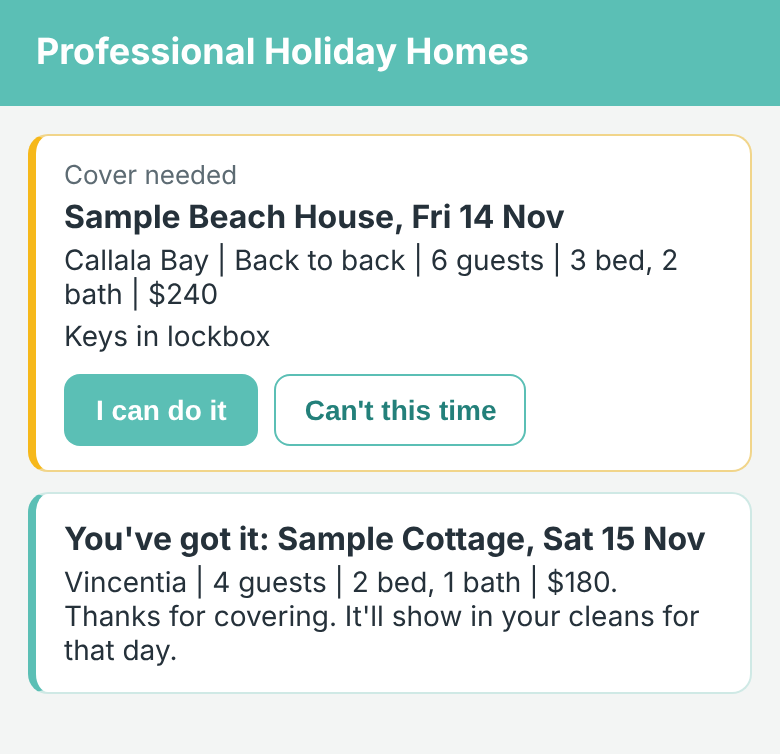 Professional Holiday Homes
Cover needed
Sample Beach House, Fri 14 Nov
Callala Bay | Back to back | 6 guests | 3 bed, 2
bath | $240
Keys in lockbox
I can do it
Can't this time
You've got it: Sample Cottage, Sat 15 Nov
Vincentia | 4 guests | 2 bed, 1 bath | $180.
Thanks for covering. It'll show in your cleans for
that day.